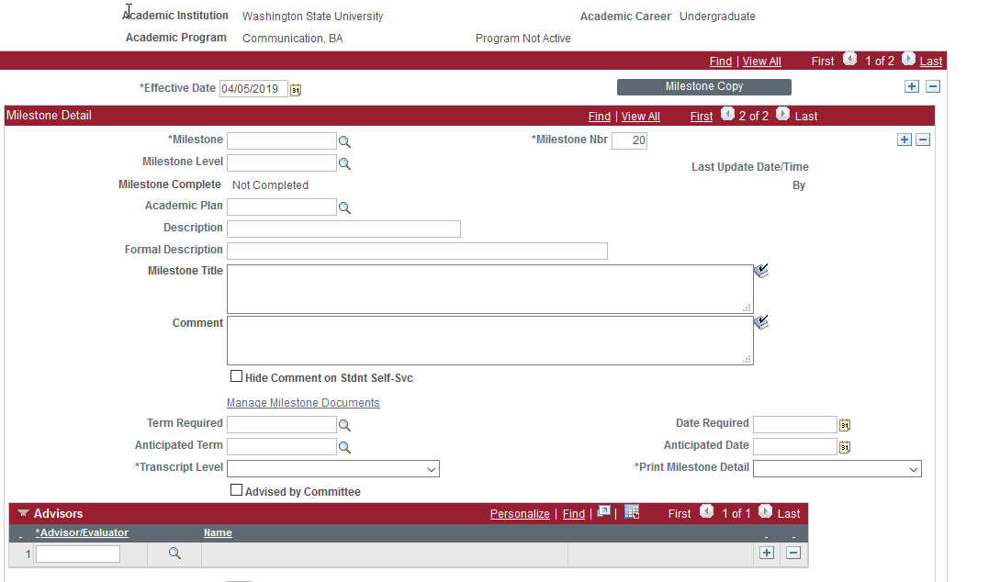 Academic Institution Washington State University Academic Career Undergraduate
Academic Program Communication, BA Program Not Active
Find | View All First 1 of 2 Last
*Effective Date 04/05/2019 31 Milestone Copy
Milestone Detail Find | View All First 2 of 2 Last
*Milestone *Milestone Nbr 20
Milestone Level Last Update Date/Time
Milestone Complete Not Completed By
Academic Plan
Description
Formal Description
Milestone Title
Comment
Hide Comment on Stdnt Self-Svc
Manage Milestone Documents
Term Required Date Required 31
Anticipated Term Anticipated Date 31
*Transcript Level *Print Milestone Detail
Advised by Committee
Advisors Personalize | Find | | First 1 of 1 Last
*Advisor/Evaluator Name
1